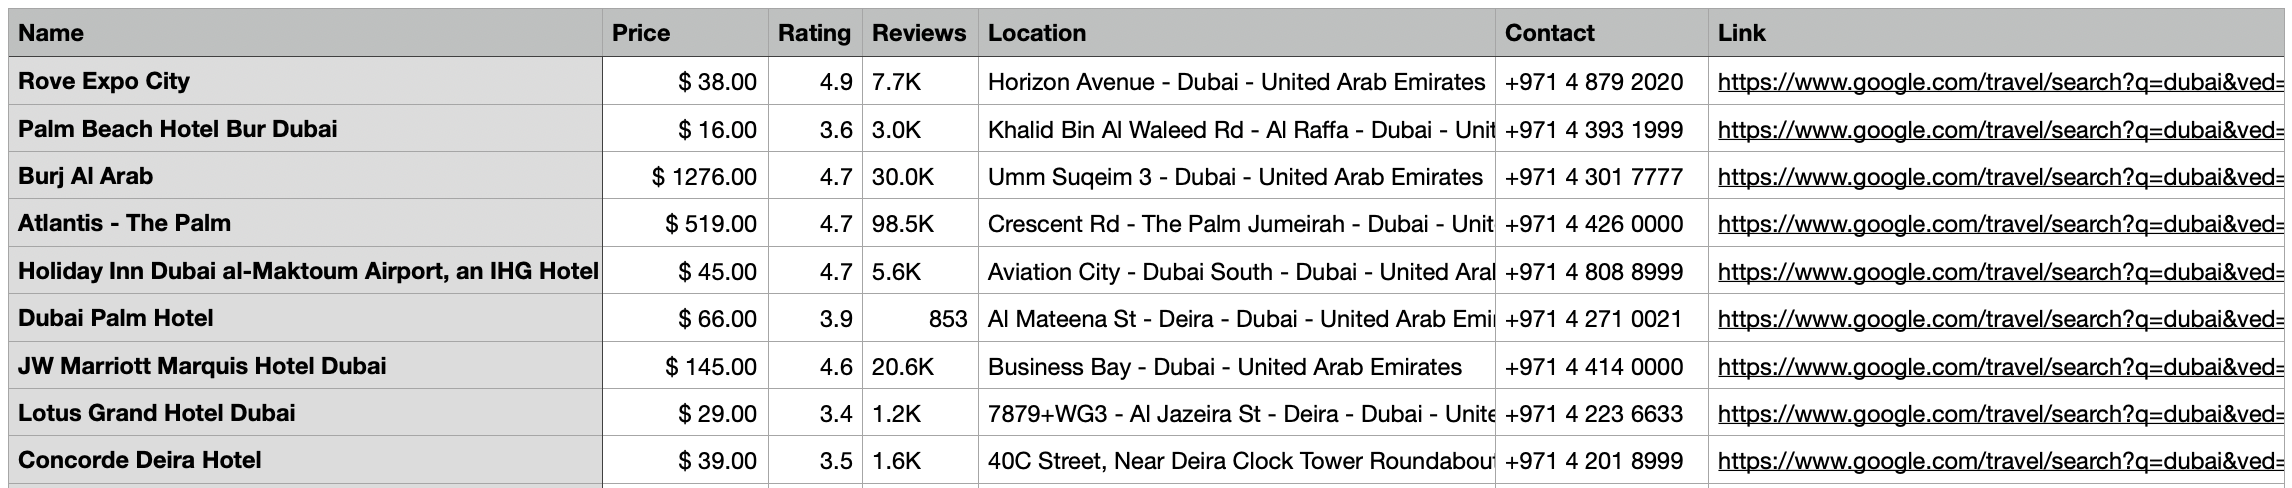 Name Price Rating Reviews Location Contact Link
Rove Expo City $ 38.00 4.9 7.7K Horizon Avenue - Dubai - United Arab Emirates +971 4 879 2020 https://www.google.com/travel/search?q=dubai&ved=
Palm Beach Hotel Bur Dubai $ 16.00 3.6 3.0K Khalid Bin Al Waleed Rd - Al Raffa - Dubai - Unit +971 4 393 1999 https://www.google.com/travel/search?q=dubai&ved=
Burj Al Arab $ 1276.00 4.7 30.0K Umm Suqeim 3 - Dubai - United Arab Emirates +971 4 301 7777 https://www.google.com/travel/search?q=dubai&ved=
Atlantis - The Palm $ 519.00 4.7 98.5K Crescent Rd - The Palm Jumeirah - Dubai - Unit +971 4 426 0000 https://www.google.com/travel/search?q=dubai&ved=
Holiday Inn Dubai al-Maktoum Airport, an IHG Hotel $ 45.00 4.7 5.6K Aviation City - Dubai South - Dubai - United Aral +971 4 808 8999 https://www.google.com/travel/search?q=dubai&ved=
Dubai Palm Hotel $ 66.00 3.9 853 Al Mateena St - Deira - Dubai - United Arab Emi +971 4 271 0021 https://www.google.com/travel/search?q=dubai&ved=
JW Marriott Marquis Hotel Dubai $ 145.00 4.6 20.6K Business Bay - Dubai - United Arab Emirates +971 4 414 0000 https://www.google.com/travel/search?q=dubai&ved=
Lotus Grand Hotel Dubai $ 29.00 3.4 1.2K 7879+WG3 - Al Jazeira St - Deira - Dubai - Unite +971 4 223 6633 https://www.google.com/travel/search?q=dubai&ved=
Concorde Deira Hotel $ 39.00 3.5 1.6K 40C Street, Near Deira Clock Tower Roundabout +971 4 201 8999 https://www.google.com/travel/search?q=dubai&ved=